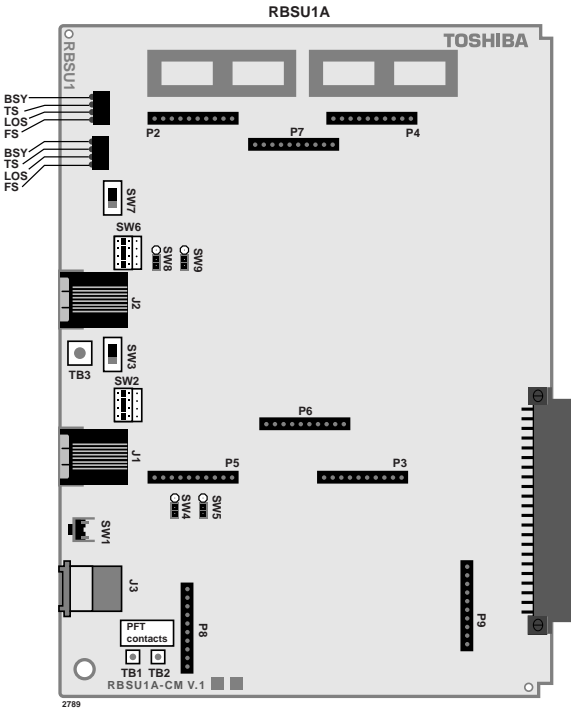 RBSU1A
TOSHIBA
RBSU1
BSY
TS
LOS
FS
BSY
TS
LOS
FS
P2
P7
P4
SW7
SW6
SW8
SW9
J2
TB3
SW3
SW2
P6
J1
P5
P3
SW4
SW5
SW1
J3
PFT
contacts
P8
P9
TB1 TB2
RBSU1A-CM V.1
2789